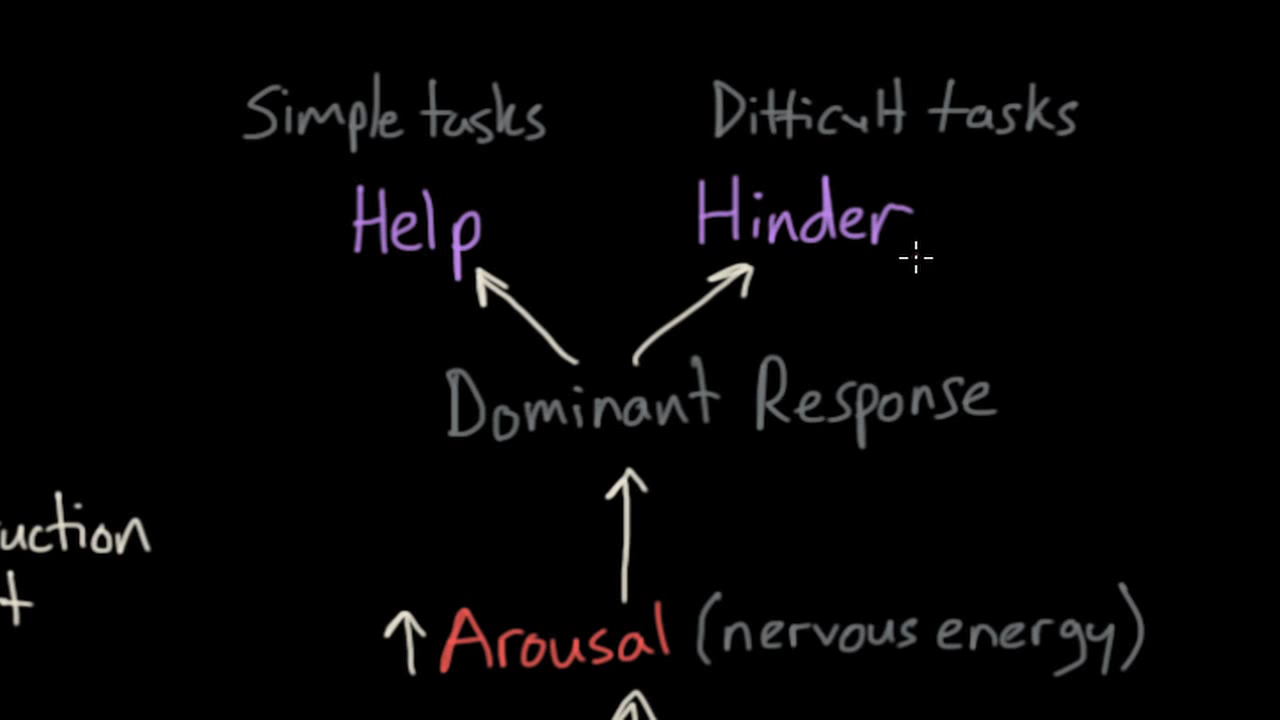 Simple tasks
Difficult tasks
Help
Hinder
Dominant Response
uction
t
↑ Arousal (nervous energy)